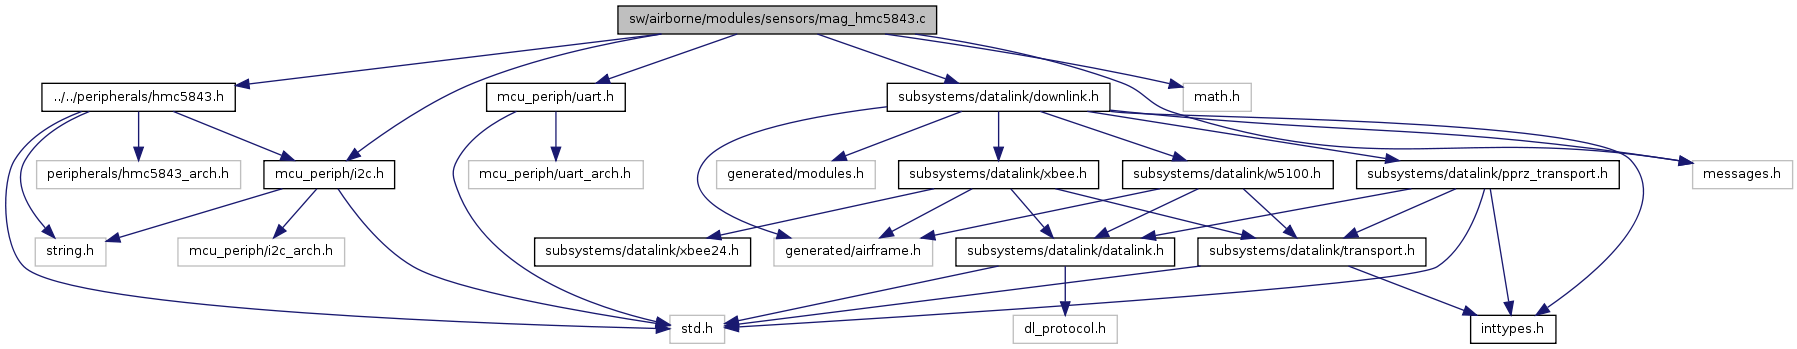 sw/airborne/modules/sensors/mag_hmc5843.c
../../peripherals/hmc5843.h
mcu_periph/uart.h
subsystems/datalink/downlink.h
math.h
peripherals/hmc5843_arch.h
mcu_periph/i2c.h
mcu_periph/uart_arch.h
generated/modules.h
subsystems/datalink/xbee.h
subsystems/datalink/w5100.h
subsystems/datalink/pprz_transport.h
messages.h
string.h
mcu_periph/i2c_arch.h
subsystems/datalink/xbee24.h
generated/airframe.h
subsystems/datalink/datalink.h
subsystems/datalink/transport.h
std.h
dl_protocol.h
inttypes.h